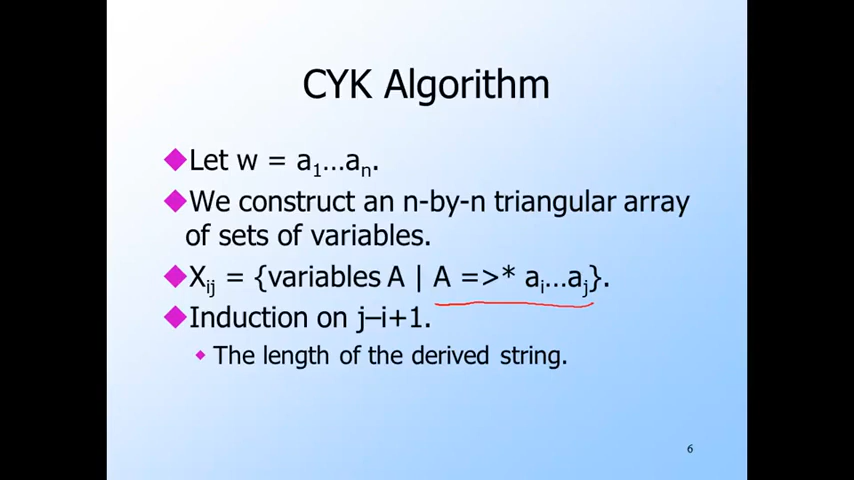 CYK Algorithm
◆Let w = a₁…aₙ.
◆We construct an n-by-n triangular array
of sets of variables.
◆Xᵢⱼ = {variables A | A =>* aᵢ…aⱼ}.
◆Induction on j–i+1.
◆ The length of the derived string.
6